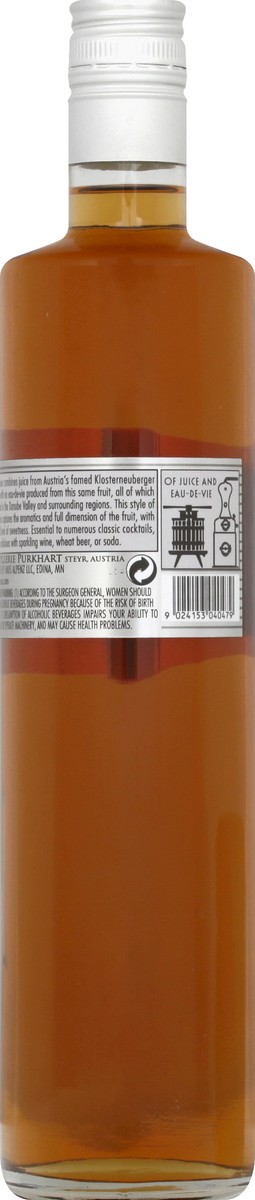 combines juice from Austria's famed Klosterneuberger
eau-de-vie produced from this same fruit, all of which
the Danube Valley and surrounding regions. This style of
the aromatics and full dimension of the fruit, with
of sweetness. Essential to numerous classic cocktails,
with sparkling wine, wheat beer, or soda.
PURKHART STEYR, AUSTRIA
ALPENZ LLC, EDINA, MN
WARNING: (1) ACCORDING TO THE SURGEON GENERAL, WOMEN SHOULD
BEVERAGES DURING PREGNANCY BECAUSE OF THE RISK OF BIRTH
OF ALCOHOLIC BEVERAGES IMPAIRS YOUR ABILITY TO
MACHINERY, AND MAY CAUSE HEALTH PROBLEMS.
OF JUICE AND
EAU-DE-VIE
9 024153 040479